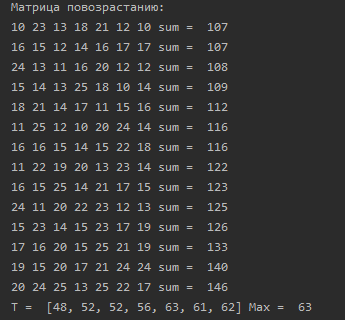 Матрица повозрастанию:
10 23 13 18 21 12 10 sum =  107
16 15 12 14 16 17 17 sum =  107
24 13 11 16 20 12 12 sum =  108
15 14 13 25 18 10 14 sum =  109
18 21 14 17 11 15 16 sum =  112
11 25 12 10 20 24 14 sum =  116
16 16 15 14 15 22 18 sum =  116
11 22 19 20 13 23 14 sum =  122
16 15 25 14 21 17 15 sum =  123
24 11 20 22 23 12 13 sum =  125
15 23 14 15 23 17 19 sum =  126
17 16 20 15 25 21 19 sum =  133
19 15 20 17 21 24 24 sum =  140
20 24 25 13 25 22 17 sum =  146
T =  [48, 52, 52, 56, 63, 61, 62] Max =  63